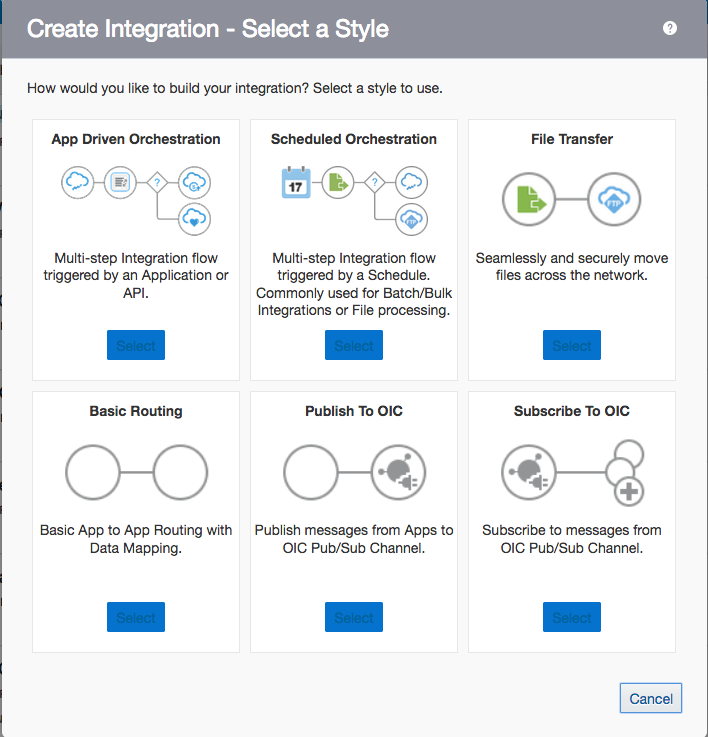 Create Integration - Select a Style
?
How would you like to build your integration? Select a style to use.
App Driven Orchestration
?
Multi-step Integration flow
triggered by an Application or
API.
Select
Scheduled Orchestration
17
?
FTP
Multi-step Integration flow
triggered by a Schedule.
Commonly used for Batch/Bulk
Integrations or File processing.
Select
File Transfer
FTP
Seamlessly and securely move
files across the network.
Select
Basic Routing
Basic App to App Routing with
Data Mapping.
Select
Publish To OIC
Publish messages from Apps to
OIC Pub/Sub Channel.
Select
Subscribe To OIC
Subscribe to messages from
OIC Pub/Sub Channel.
Select
Cancel